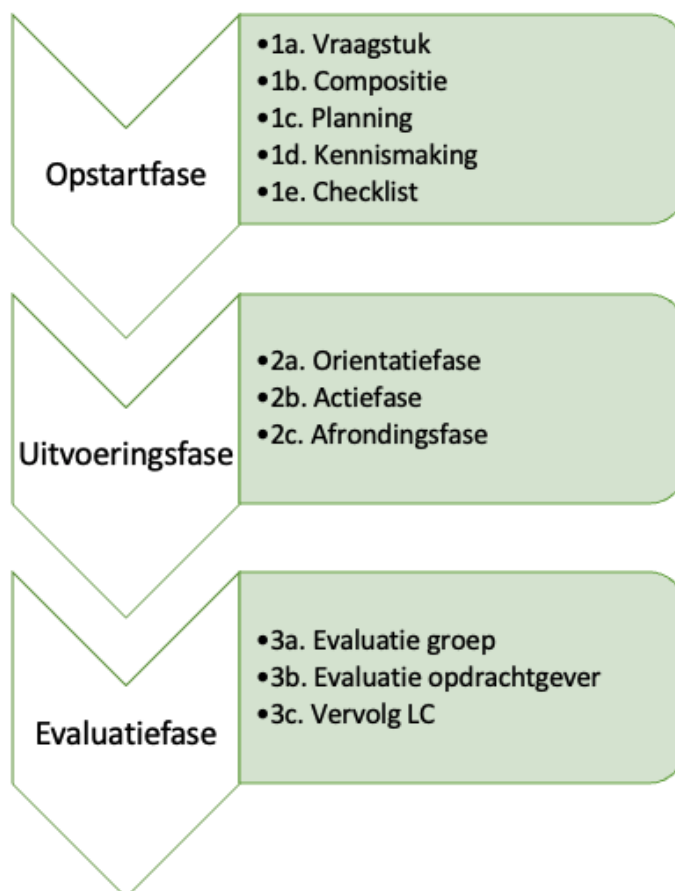 Opstartfase
•1a. Vraagstuk
•1b. Compositie
•1c. Planning
•1d. Kennismaking
•1e. Checklist
Uitvoeringsfase
•2a. Orientatiefase
•2b. Actiefase
•2c. Afrondingsfase
Evaluatiefase
•3a. Evaluatie groep
•3b. Evaluatie opdrachtgever
•3c. Vervolg LC